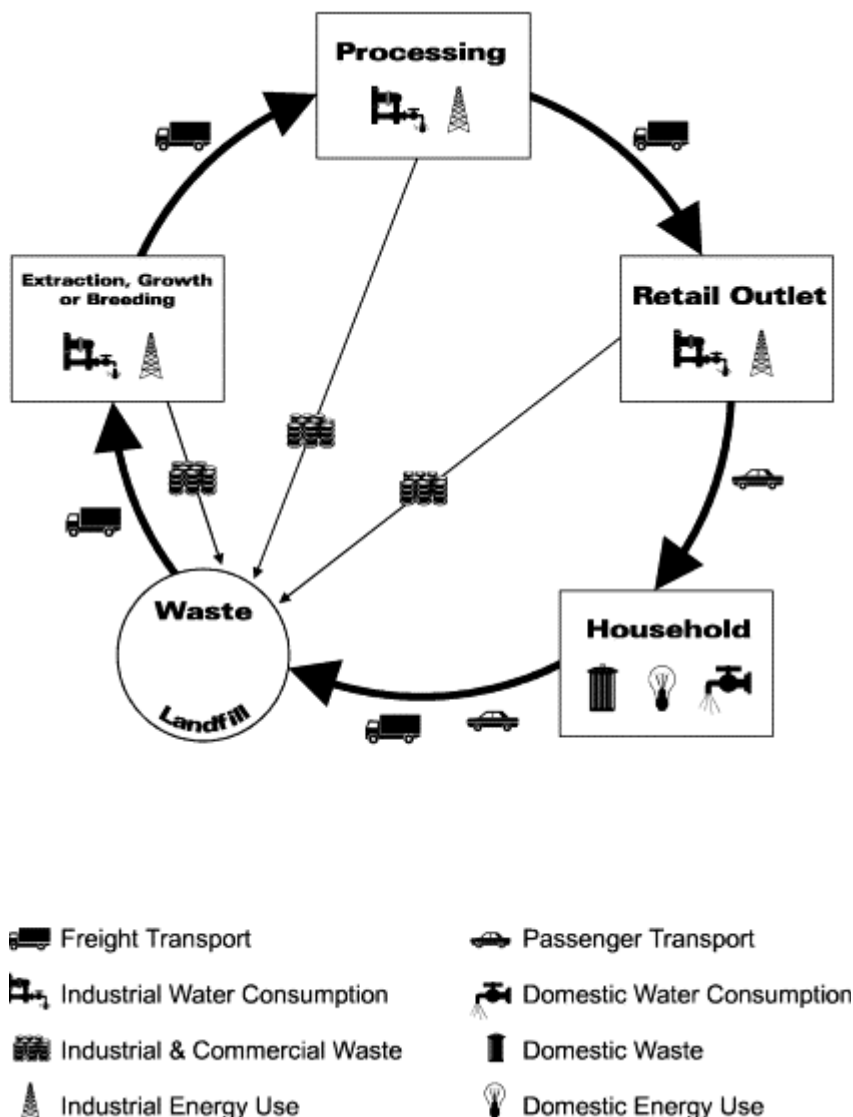 Processing
Extraction, Growth
or Breeding
Retail Outlet
Waste
Landfill
Household
Freight Transport
Passenger Transport
Industrial Water Consumption
Domestic Water Consumption
Industrial & Commercial Waste
Domestic Waste
Industrial Energy Use
Domestic Energy Use